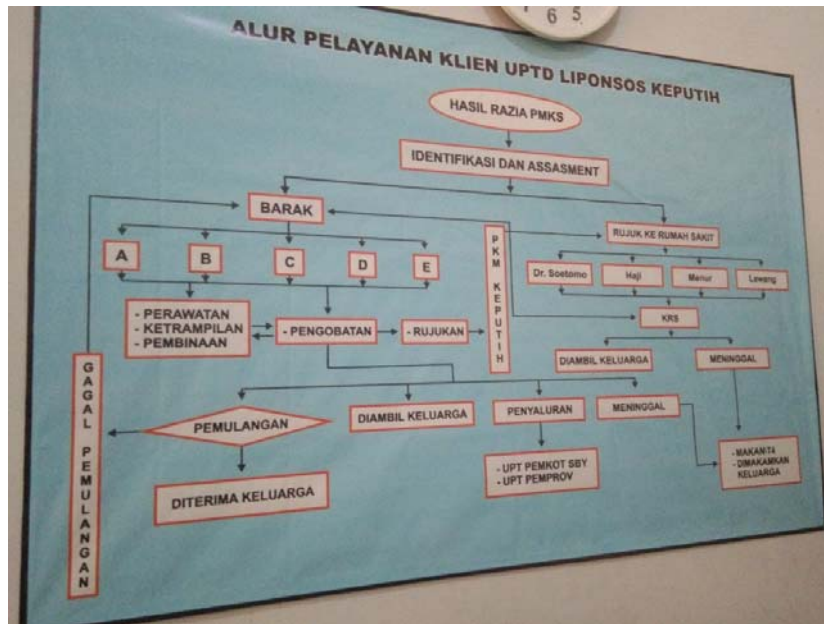 7 6 5
ALUR PELAYANAN KLIEN UPTD LIPONSOS KEPUTIH
HASIL RAZIA PMKS
IDENTIFIKASI DAN ASSASMENT
BARAK
RUJUK KE RUMAH SAKIT
A
B
C
D
E
PKM KEPUTIH
Dr. Soetomo
Haji
Menur
Lawang
KRS
- PERAWATAN
- KETRAMPILAN
- PEMBINAAN
- PENGOBATAN
- RUJUKAN
DIAMBIL KELUARGA
MENINGGAL
GAGAL PEMULANGAN
PEMULANGAN
DIAMBIL KELUARGA
PENYALURAN
MENINGGAL
DITERIMA KELUARGA
- UPT PEMKOT SBY
- UPT PEMPROV
- DIMAKAMKAN
KELUARGA